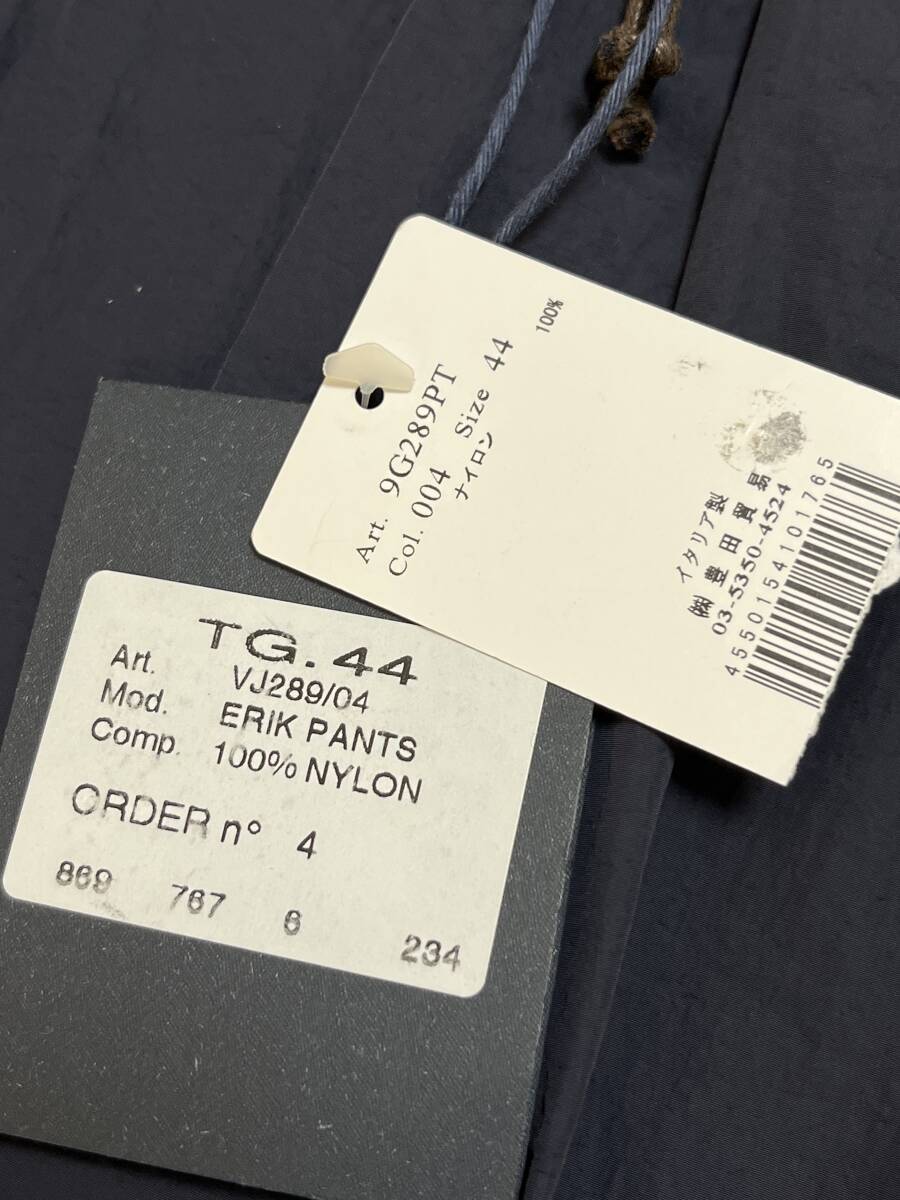 Art. 9G289PT
Col. 004 Size 44
ナイロン 100%
イタリア製
㈱豊田貿易
03-5350-4524
4550154101765
TG.44
Art. VJ289/04
Mod. ERIK PANTS
Comp. 100% NYLON
ORDER n° 4
869 767 6 234